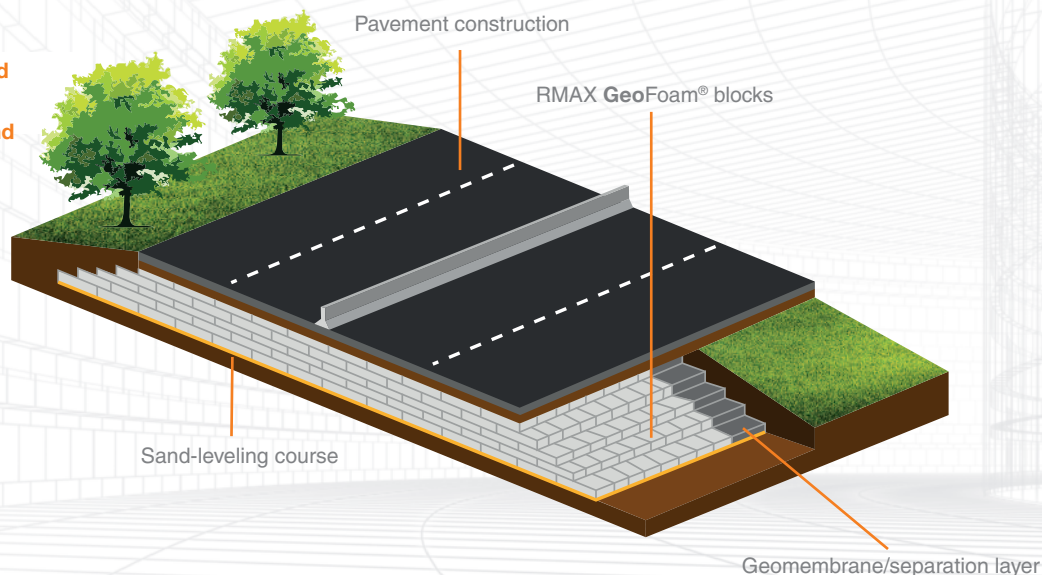 Pavement construction
RMAX GeoFoam® blocks
Sand-leveling course
Geomembrane/separation layer